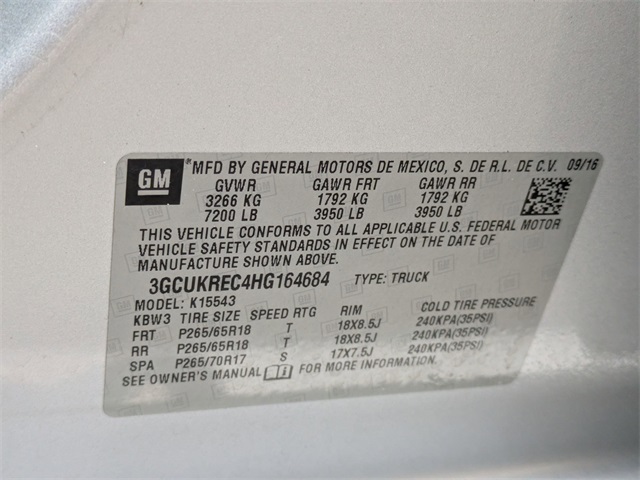 GM ® MFD BY GENERAL MOTORS DE MEXICO, S. DE R.L. DE C.V. 09/16
GVWR GAWR FRT GAWR RR
3266 KG 1792 KG 1792 KG
7200 LB 3950 LB 3950 LB
THIS VEHICLE CONFORMS TO ALL APPLICABLE U.S. FEDERAL MOTOR
VEHICLE SAFETY STANDARDS IN EFFECT ON THE DATE OF
MANUFACTURE SHOWN ABOVE.
3GCUKREC4HG164684 TYPE: TRUCK
MODEL: K15543
KBW3 TIRE SIZE SPEED RTG RIM COLD TIRE PRESSURE
FRT P265/65R18 T 18X8.5J 240KPA(35PSI)
RR P265/65R18 T 18X8.5J 240KPA(35PSI)
SPA P265/70R17 S 17X7.5J 240KPA(35PSI)
SEE OWNER'S MANUAL FOR MORE INFORMATION.